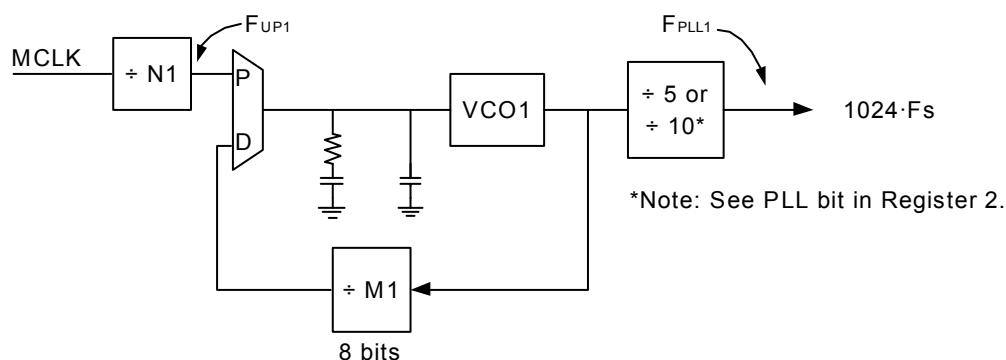 FUP1
FPLL1
MCLK
÷ N1
P
D
VCO1
÷ 5 or
÷ 10*
1024·Fs
*Note: See PLL bit in Register 2.
÷ M1
8 bits